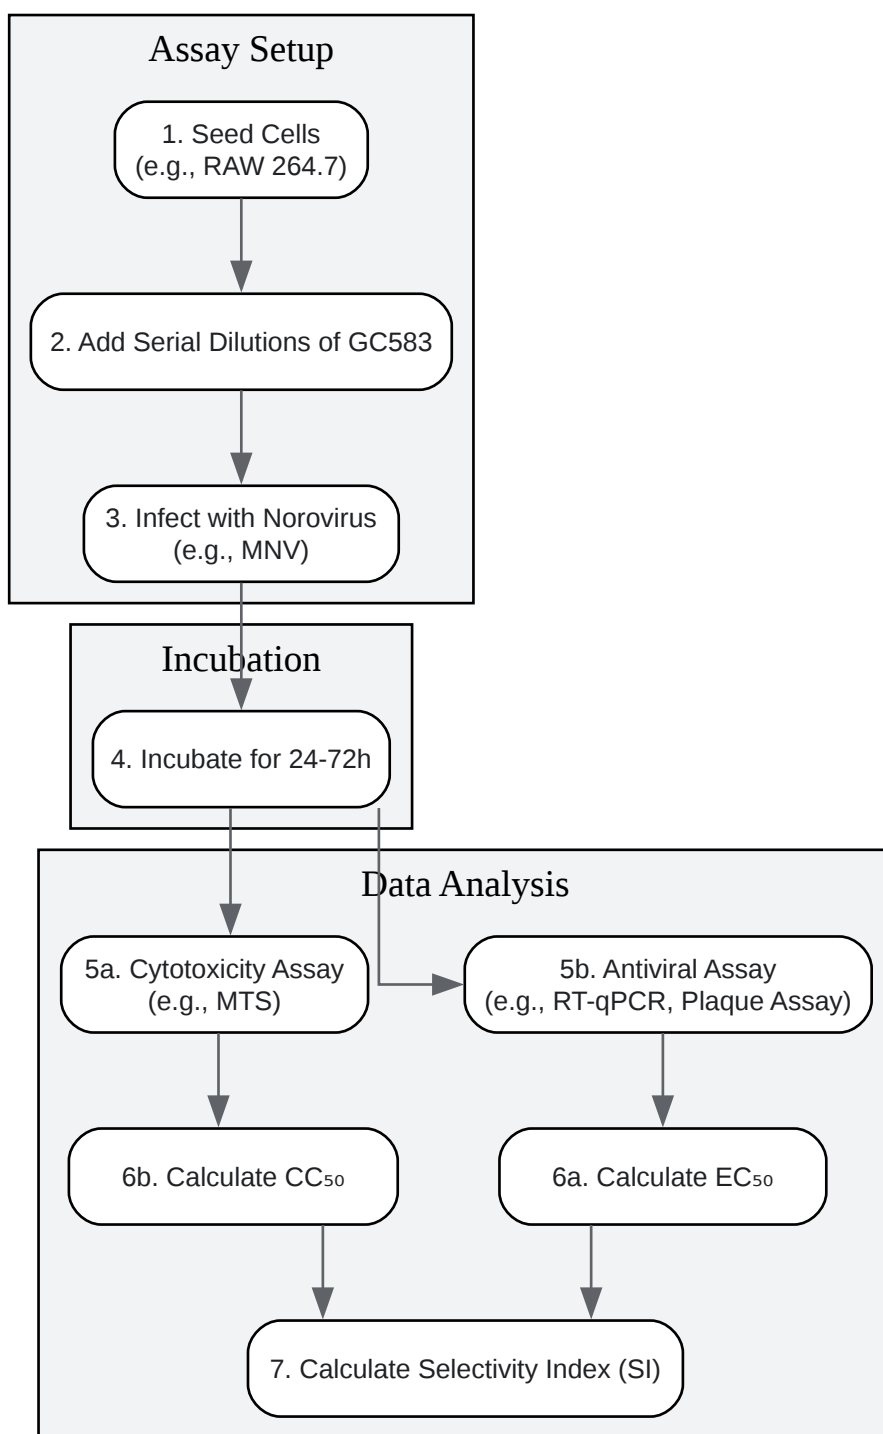 Assay Setup
1. Seed Cells
(e.g., RAW 264.7)
2. Add Serial Dilutions of GC583
3. Infect with Norovirus
(e.g., MNV)
Incubation
4. Incubate for 24-72h
Data Analysis
5a. Cytotoxicity Assay
(e.g., MTS)
5b. Antiviral Assay
(e.g., RT-qPCR, Plaque Assay)
6b. Calculate CC₅₀
6a. Calculate EC₅₀
7. Calculate Selectivity Index (SI)